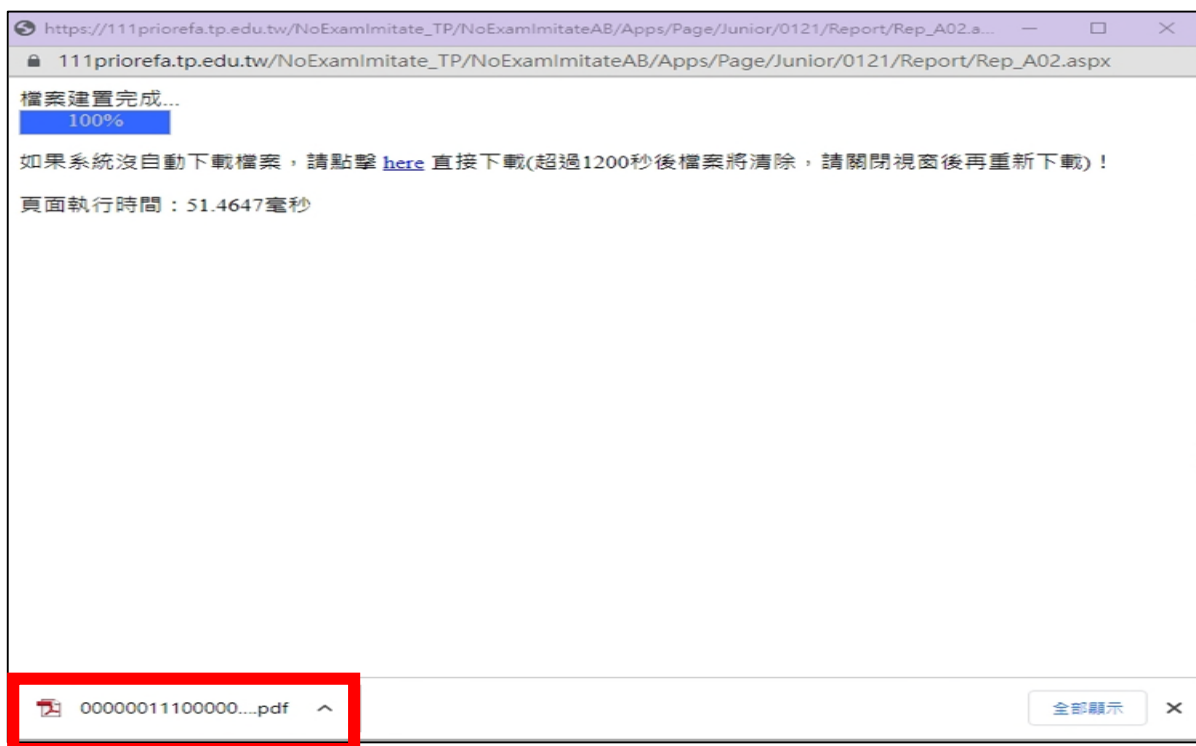 https://111priorefa.tp.edu.tw/NoExamImitate_TP/NoExamImitateAB/Apps/Page/Junior/0121/Report/Rep_A02.a...
111priorefa.tp.edu.tw/NoExamImitate_TP/NoExamImitateAB/Apps/Page/Junior/0121/Report/Rep_A02.aspx
檔案建置完成...
100%
如果系統沒自動下載檔案，請點擊 here 直接下載(超過1200秒後檔案將清除，請關閉視窗後再重新下載)！
頁面執行時間：51.4647毫秒
00000011100000....pdf
全部顯示